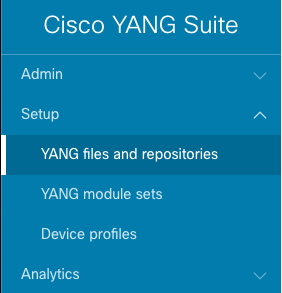 Cisco YANG Suite
Admin
Setup
YANG files and repositories
YANG module sets
Device profiles
Analytics